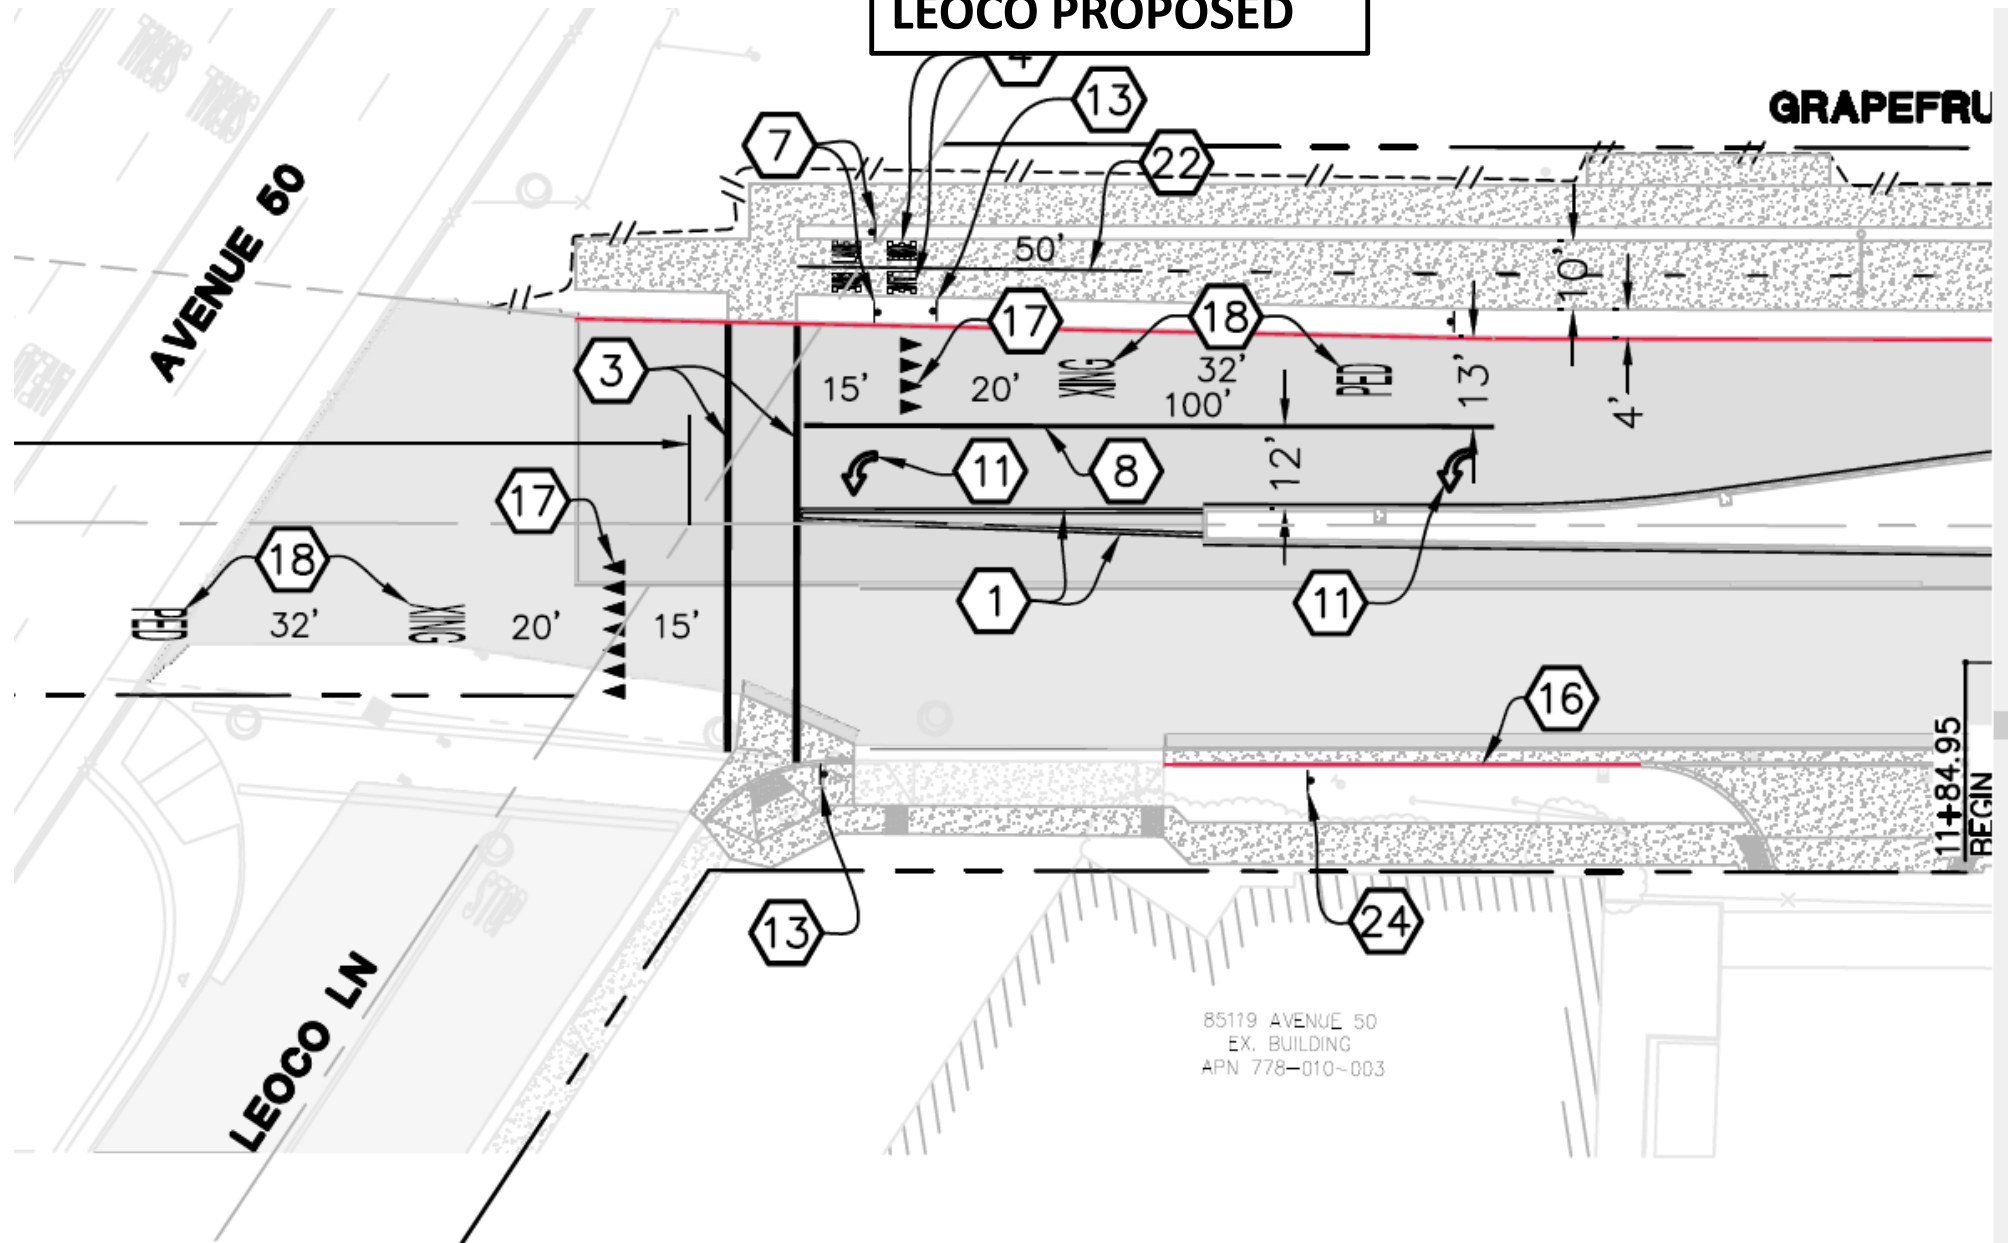 LEOCO PROPOSED
4
13
GRAPEFRU
7
22
AVENUE 50
50'
10'
17
18
3
15'
20'
XING
32'
PED
13'
4'
100'
12'
11
8
17
18
1
11
PED
32'
XING
20'
15'
16
11+84.95
BEGIN
13
24
STOP
LEOCO LN
85119 AVENUE 50
EX. BUILDING
APN 778-010-003